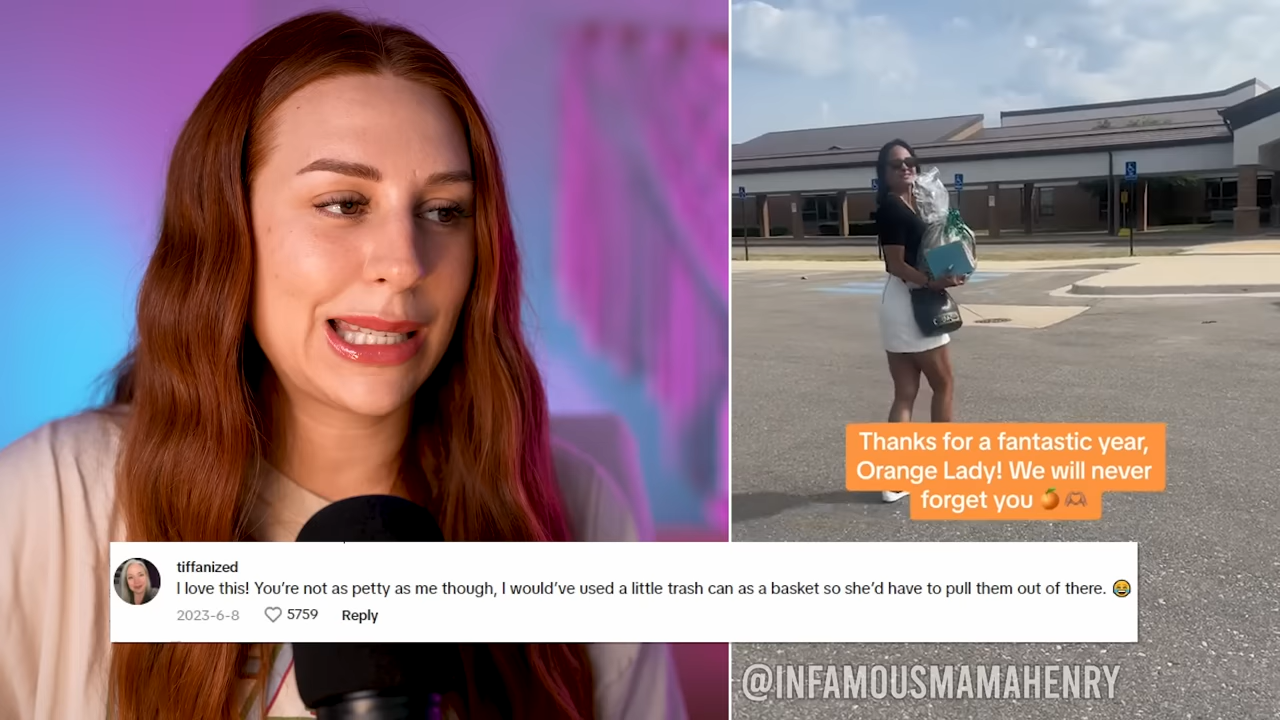 Thanks for a fantastic year,
Orange Lady! We will never
forget you 🍊🫶
tiffanized
I love this! You're not as petty as me though, I would've used a little trash can as a basket so she'd have to pull them out of there. 😂
2023-6-8 5759 Reply
@INFAMOUSMAMAHENRY